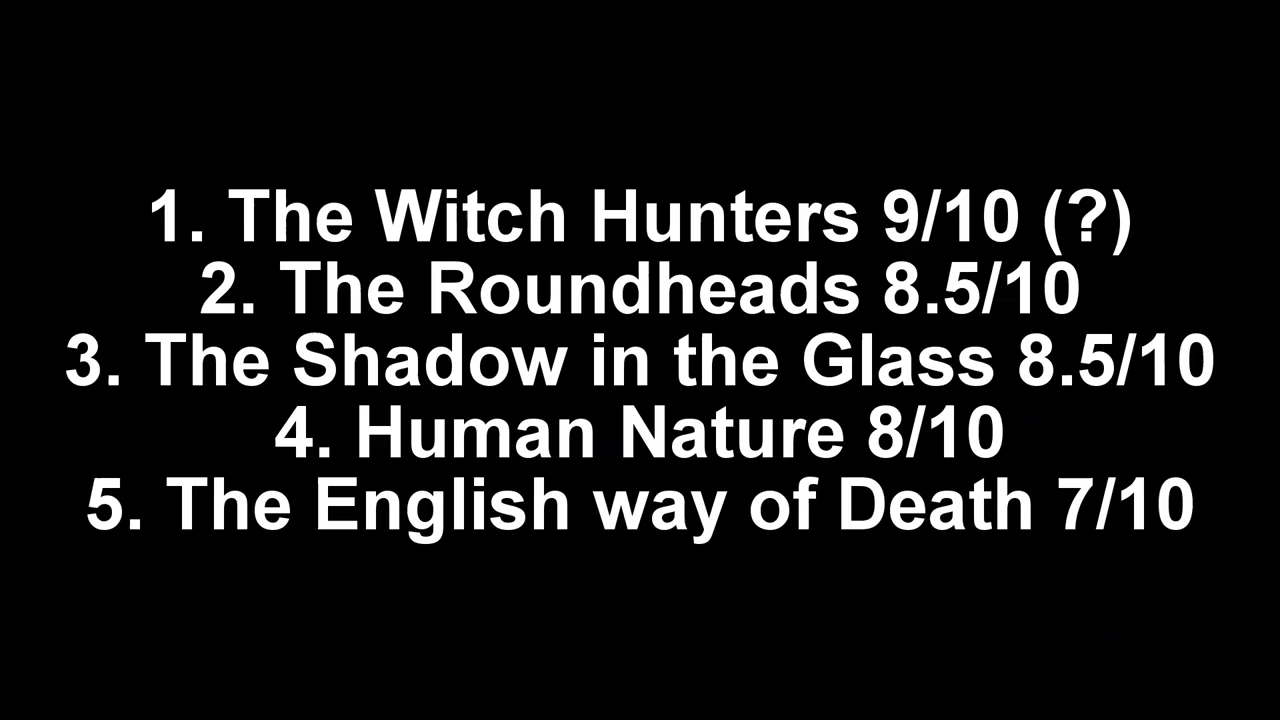 1. The Witch Hunters 9/10 (?)
2. The Roundheads 8.5/10
3. The Shadow in the Glass 8.5/10
4. Human Nature 8/10
5. The English way of Death 7/10